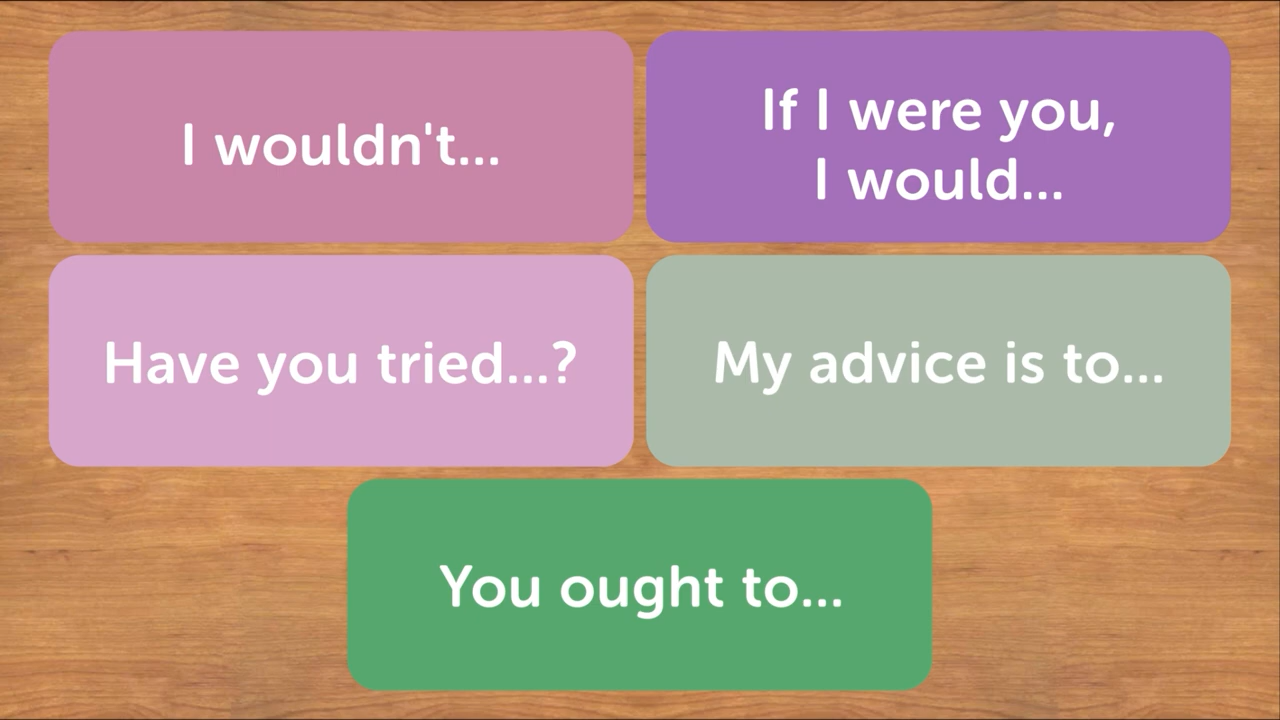 I wouldn't...
If I were you,
I would...
Have you tried...?
My advice is to...
You ought to...